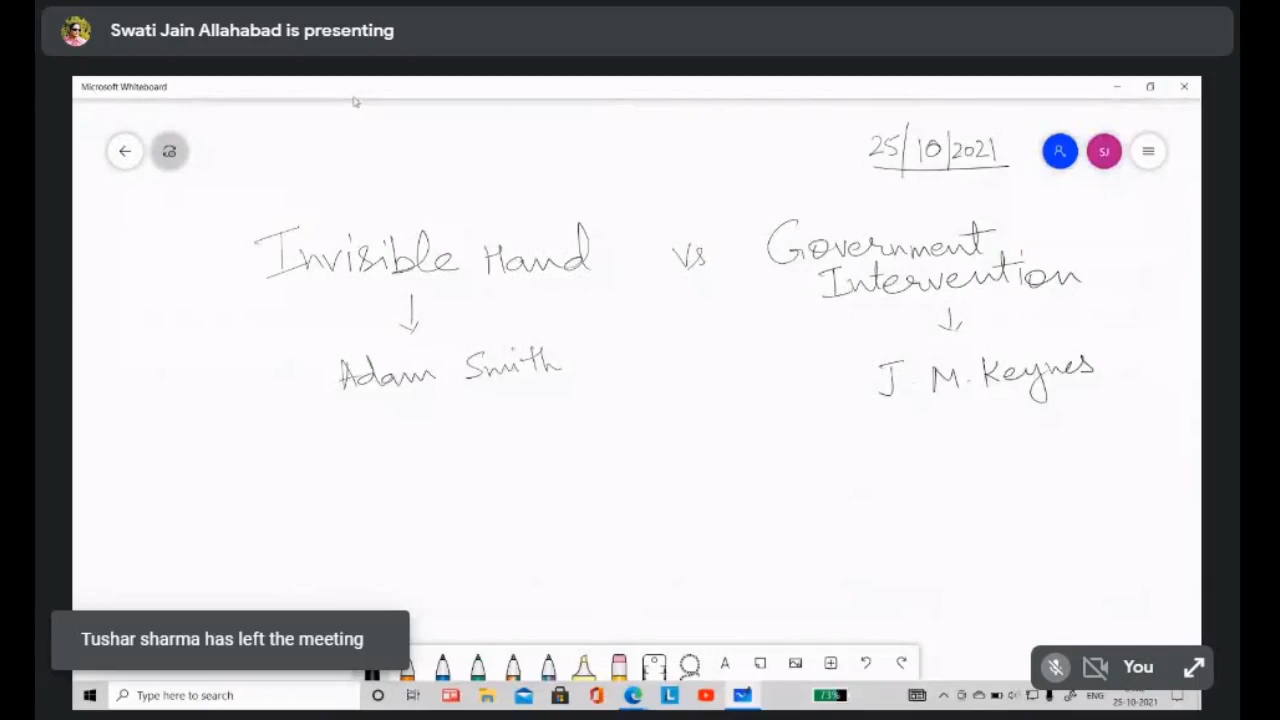 Swati Jain Allahabad is presenting
Microsoft Whiteboard
25/10/2021
SJ
Invisible Hand vs Government
Intervention
Adam Smith
J. M. Keynes
Tushar sharma has left the meeting
A
You
Type here to search
L
73%
ENG
25-10-2021